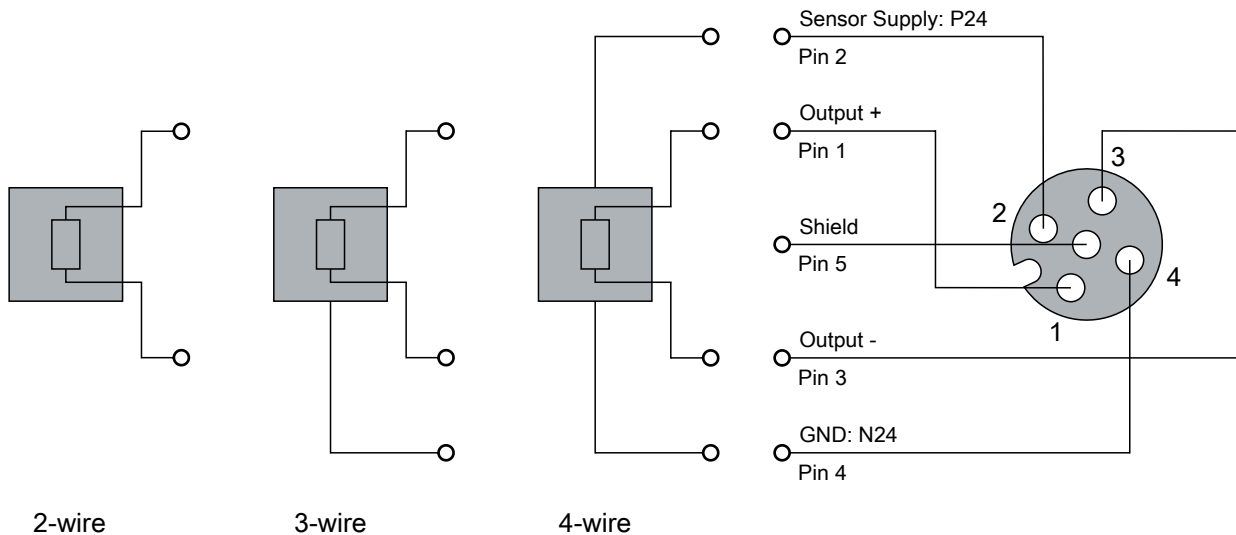 Sensor Supply: P24
Pin 2
Output +
Pin 1
3
2
Shield
Pin 5
4
1
Output -
Pin 3
GND: N24
Pin 4
2-wire
3-wire
4-wire